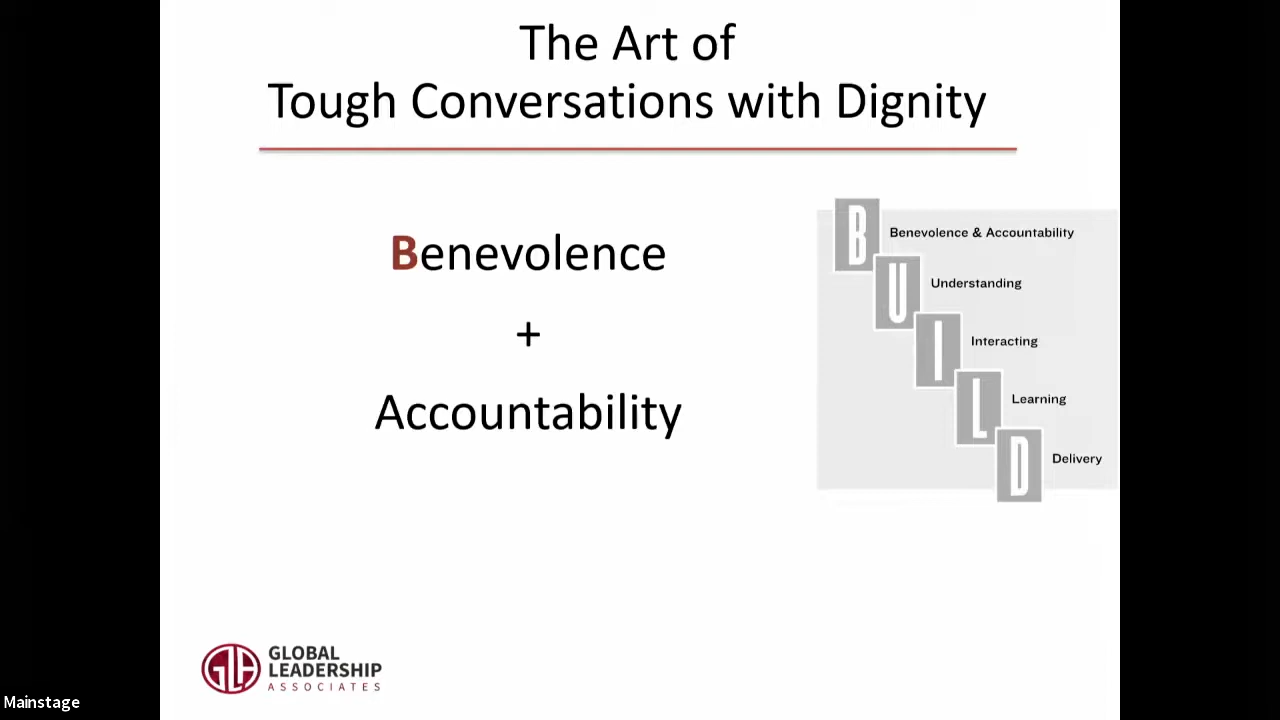 The Art of
Tough Conversations with Dignity
Benevolence
+
Accountability
B
Benevolence & Accountability
U
Understanding
I
Interacting
L
Learning
D
Delivery
GLA
GLOBAL
LEADERSHIP
ASSOCIATES
Mainstage